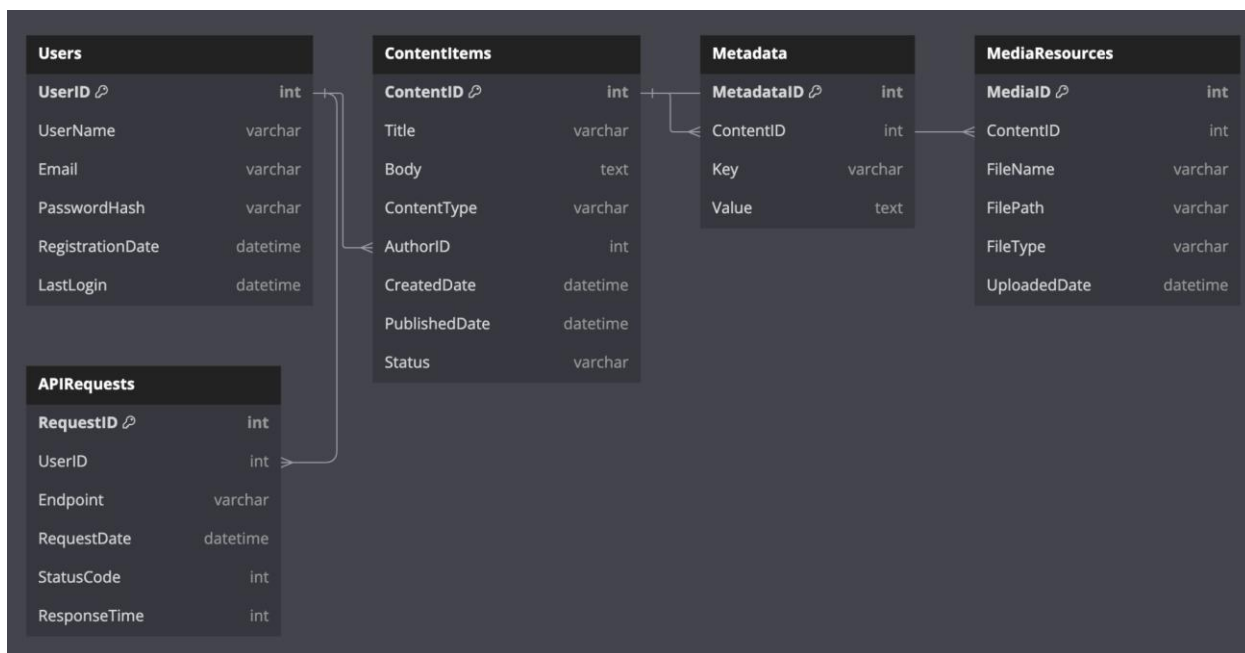 Users
UserID int
UserName varchar
Email varchar
PasswordHash varchar
RegistrationDate datetime
LastLogin datetime
ContentItems
ContentID int
Title varchar
Body text
ContentType varchar
AuthorID int
CreatedDate datetime
PublishedDate datetime
Status varchar
Metadata
MetadataID int
ContentID int
Key varchar
Value text
MediaResources
MediaID int
ContentID int
FileName varchar
FilePath varchar
FileType varchar
UploadedDate datetime
APIRequests
RequestID int
UserID int
Endpoint varchar
RequestDate datetime
StatusCode int
ResponseTime int